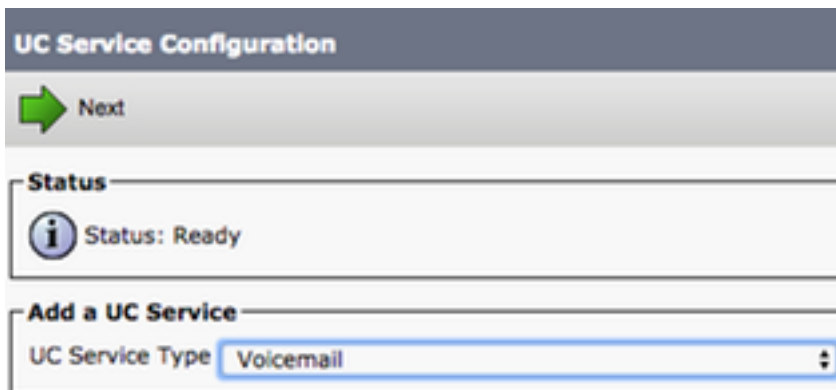 UC Service Configuration
Next
Status
Status: Ready
Add a UC Service
UC Service Type Voicemail